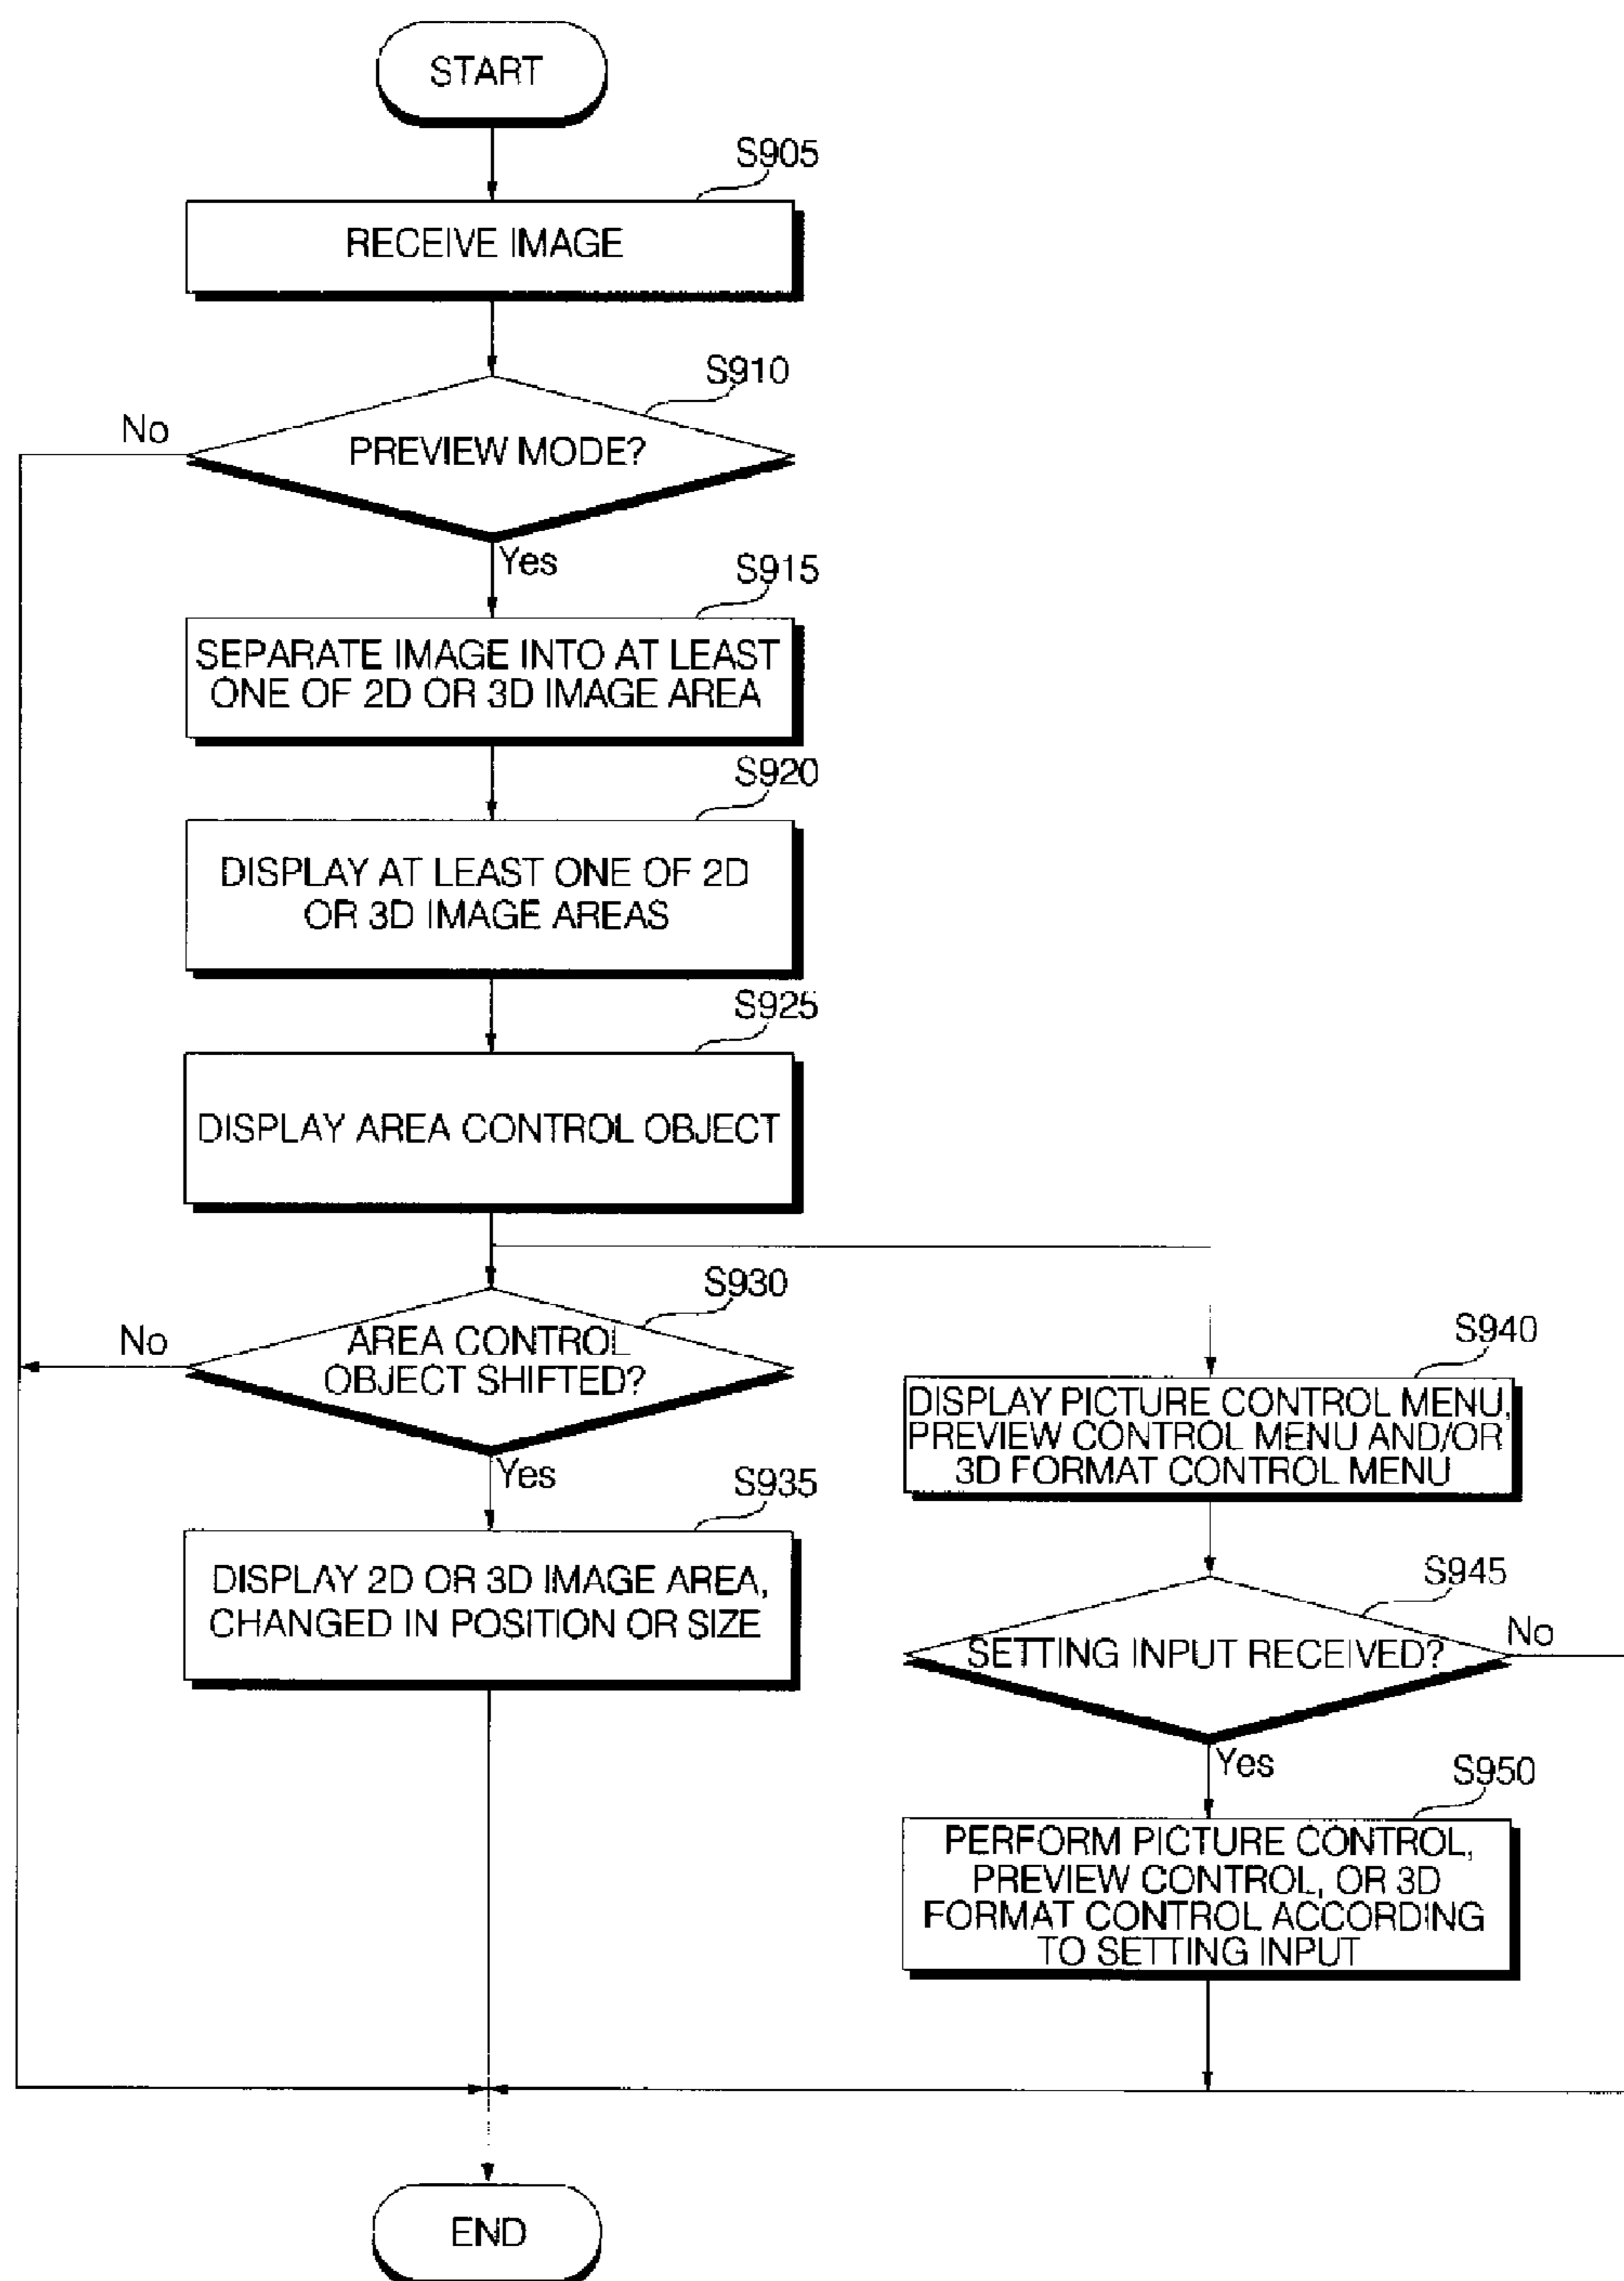 START
S905
RECEIVE IMAGE
S910
No
PREVIEW MODE?
Yes
S915
SEPARATE IMAGE INTO AT LEAST
ONE OF 2D OR 3D IMAGE AREA
S920
DISPLAY AT LEAST ONE OF 2D
OR 3D IMAGE AREAS
S925
DISPLAY AREA CONTROL OBJECT
S930
No
AREA CONTROL
OBJECT SHIFTED?
Yes
S935
DISPLAY 2D OR 3D IMAGE AREA,
CHANGED IN POSITION OR SIZE
S940
DISPLAY PICTURE CONTROL MENU,
PREVIEW CONTROL MENU AND/OR
3D FORMAT CONTROL MENU
S945
SETTING INPUT RECEIVED?
No
Yes
S950
PERFORM PICTURE CONTROL,
PREVIEW CONTROL, OR 3D
FORMAT CONTROL ACCORDING
TO SETTING INPUT
END